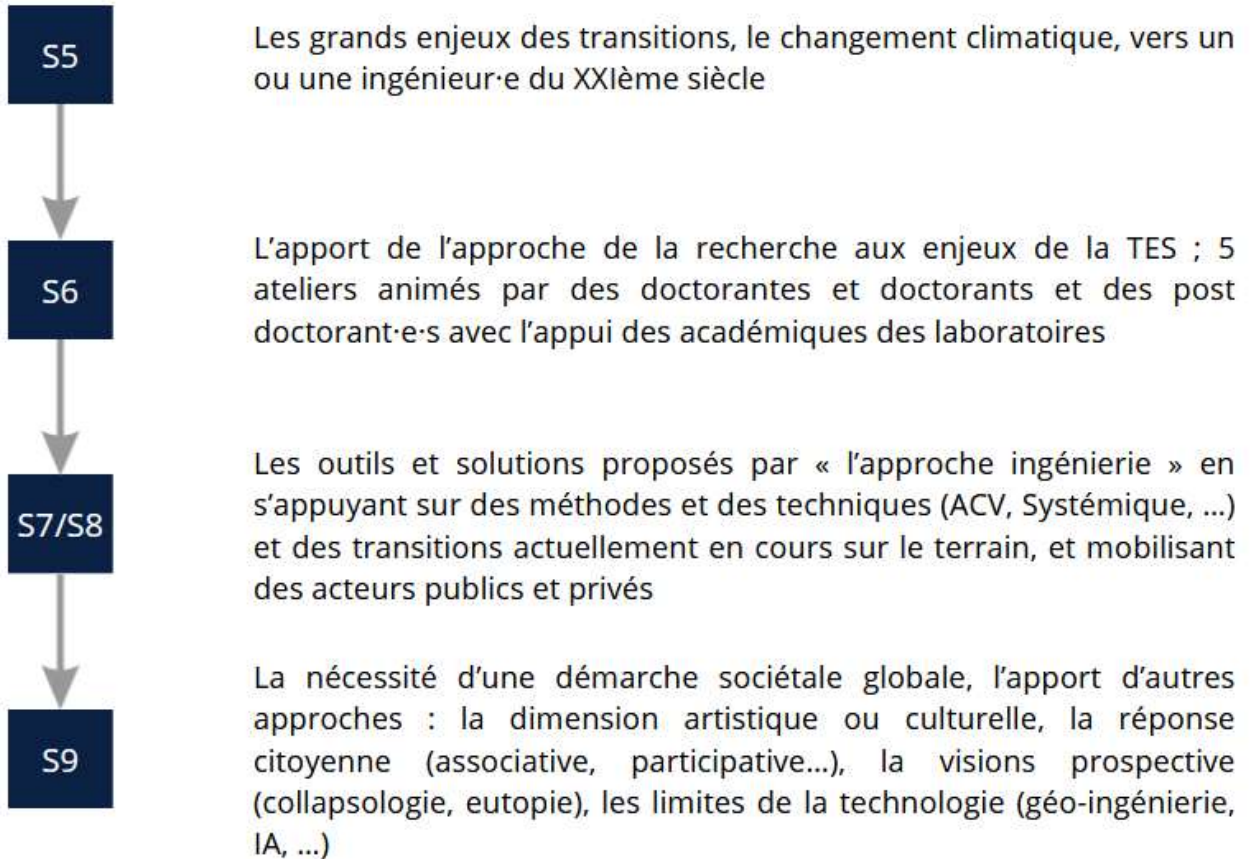 S5
Les grands enjeux des transitions, le changement climatique, vers un
ou une ingénieur·e du XXIème siècle
S6
L’apport de l’approche de la recherche aux enjeux de la TES ; 5
ateliers animés par des doctorantes et doctorants et des post
doctorant·e·s avec l’appui des académiques des laboratoires
S7/S8
Les outils et solutions proposés par « l’approche ingénierie » en
s’appuyant sur des méthodes et des techniques (ACV, Systémique, ...)
et des transitions actuellement en cours sur le terrain, et mobilisant
des acteurs publics et privés
S9
La nécessité d’une démarche sociétale globale, l’apport d’autres
approches : la dimension artistique ou culturelle, la réponse
citoyenne (associative, participative...), la visions prospective
(collapsologie, eutopie), les limites de la technologie (géo-ingénierie,
IA, ...)